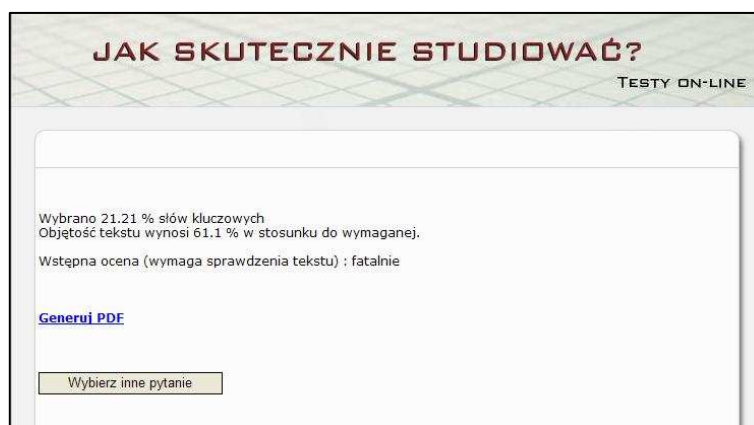 JAK SKUTECZNIE STUDIOWAĆ?
TESTY ON-LINE
Wybrano 21.21 % słów kluczowych
Objętość tekstu wynosi 61.1 % w stosunku do wymaganej.
Wstępna ocena (wymaga sprawdzenia tekstu) : fatalnie
Generuj PDF
Wybierz inne pytanie